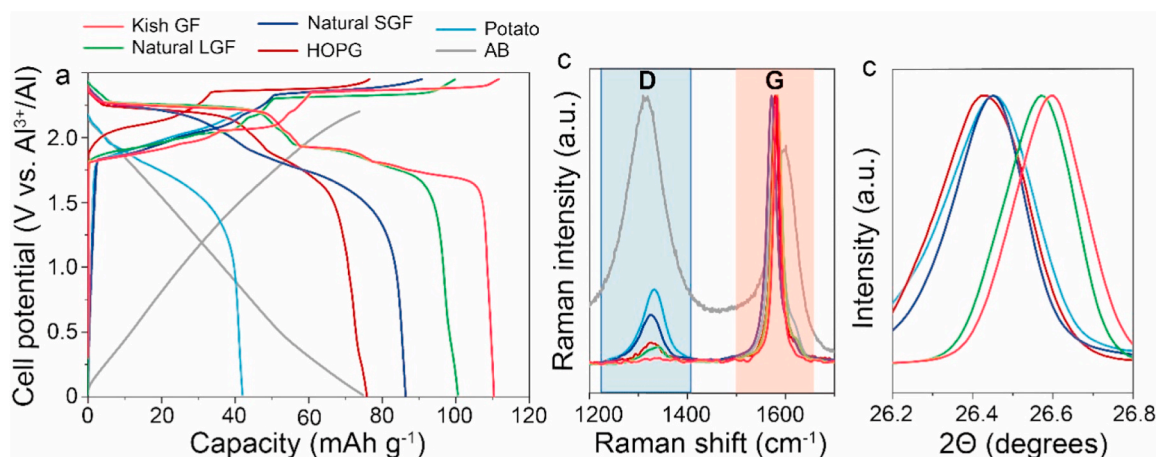 Kish GF
Natural SGF
Potato
Natural LGF
HOPG
AB
a
Cell potential (V vs. Al³⁺/Al)
2.0
1.5
1.0
0.5
0
0 20 40 60 80 100 120
Capacity (mAh g⁻¹)
c
D
G
Raman intensity (a.u.)
1200 1400 1600
Raman shift (cm⁻¹)
c
Intensity (a.u.)
26.2 26.4 26.6 26.8
2Θ (degrees)